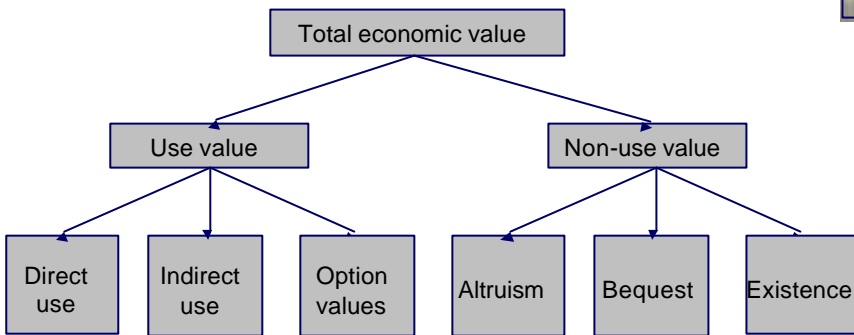 Total economic value
Use value
Non-use value
Direct
use
Indirect
use
Option
values
Altruism
Bequest
Existence